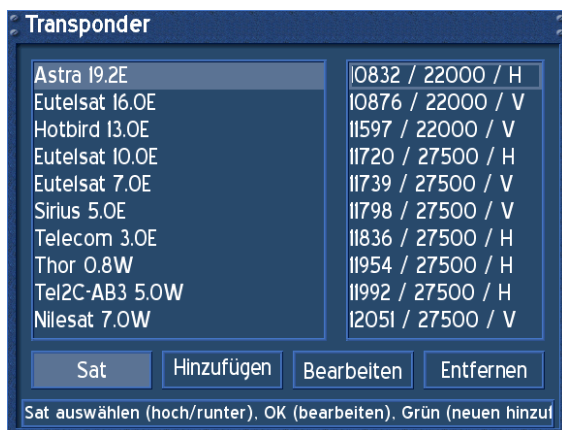 Transponder
Astra 19.2E
Eutelsat 16.0E
Hotbird 13.0E
Eutelsat 10.0E
Eutelsat 7.0E
Sirius 5.0E
Telecom 3.0E
Thor 0.8W
Tel2C-AB3 5.0W
Nilesat 7.0W
10832 / 22000 / H
10876 / 22000 / V
11597 / 22000 / V
11720 / 27500 / H
11739 / 27500 / V
11798 / 27500 / V
11836 / 27500 / H
11954 / 27500 / H
11992 / 27500 / H
12051 / 27500 / V
Sat
Hinzufügen
Bearbeiten
Entfernen
Sat auswählen (hoch/runter), OK (bearbeiten), Grün (neuen hinzuf